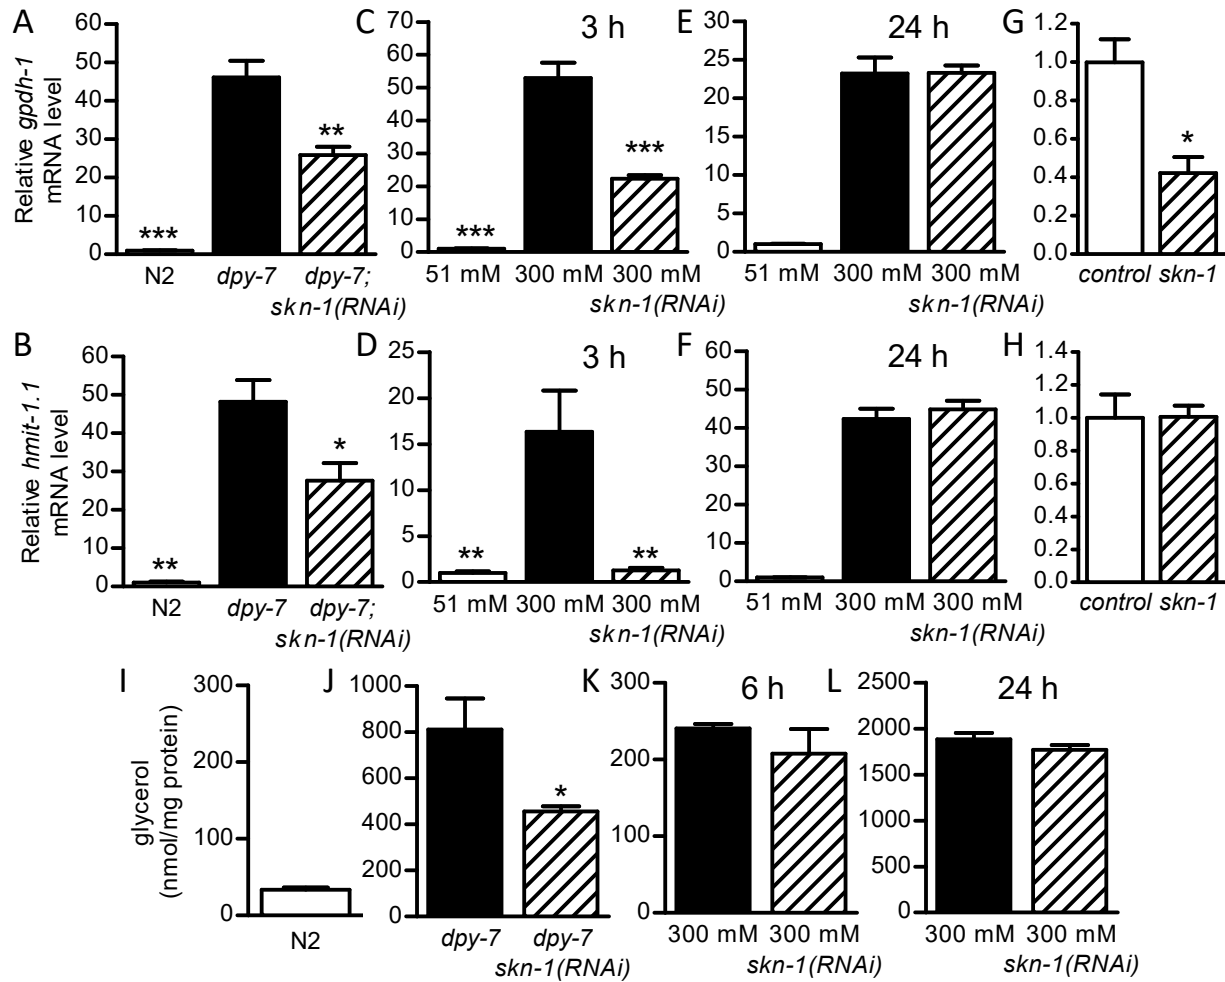 A
C
3 h
E
24 h
G
Relative gpdh-1
mRNA level
60
50
40
30
20
10
0
***
**
N2
dpy-7
dpy-7;
skn-1(RNAi)
70
60
50
40
30
20
10
0
***
***
51 mM
300 mM
300 mM
skn-1(RNAi)
30
25
20
15
10
5
0
51 mM
300 mM
300 mM
skn-1(RNAi)
1.2
1.0
0.8
0.6
0.4
0.2
0.0
*
control
skn-1
B
D
3 h
F
24 h
H
Relative hmit-1.1
mRNA level
60
50
40
30
20
10
0
**
*
N2
dpy-7
dpy-7;
skn-1(RNAi)
25
20
15
10
5
0
**
**
51 mM
300 mM
300 mM
skn-1(RNAi)
60
50
40
30
20
10
0
51 mM
300 mM
300 mM
skn-1(RNAi)
1.4
1.2
1.0
0.8
0.6
0.4
0.2
0.0
control
skn-1
I
J
K
6 h
L
24 h
glycerol
(nmol/mg protein)
300
200
100
0
N2
1000
800
600
400
200
0
*
dpy-7
dpy-7
skn-1(RNAi)
300
200
100
0
300 mM
300 mM
skn-1(RNAi)
2500
2000
1500
1000
500
0
300 mM
300 mM
skn-1(RNAi)